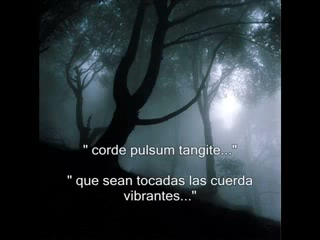 " corde pulsum tangite..."
" que sean tocadas las cuerda
vibrantes..."